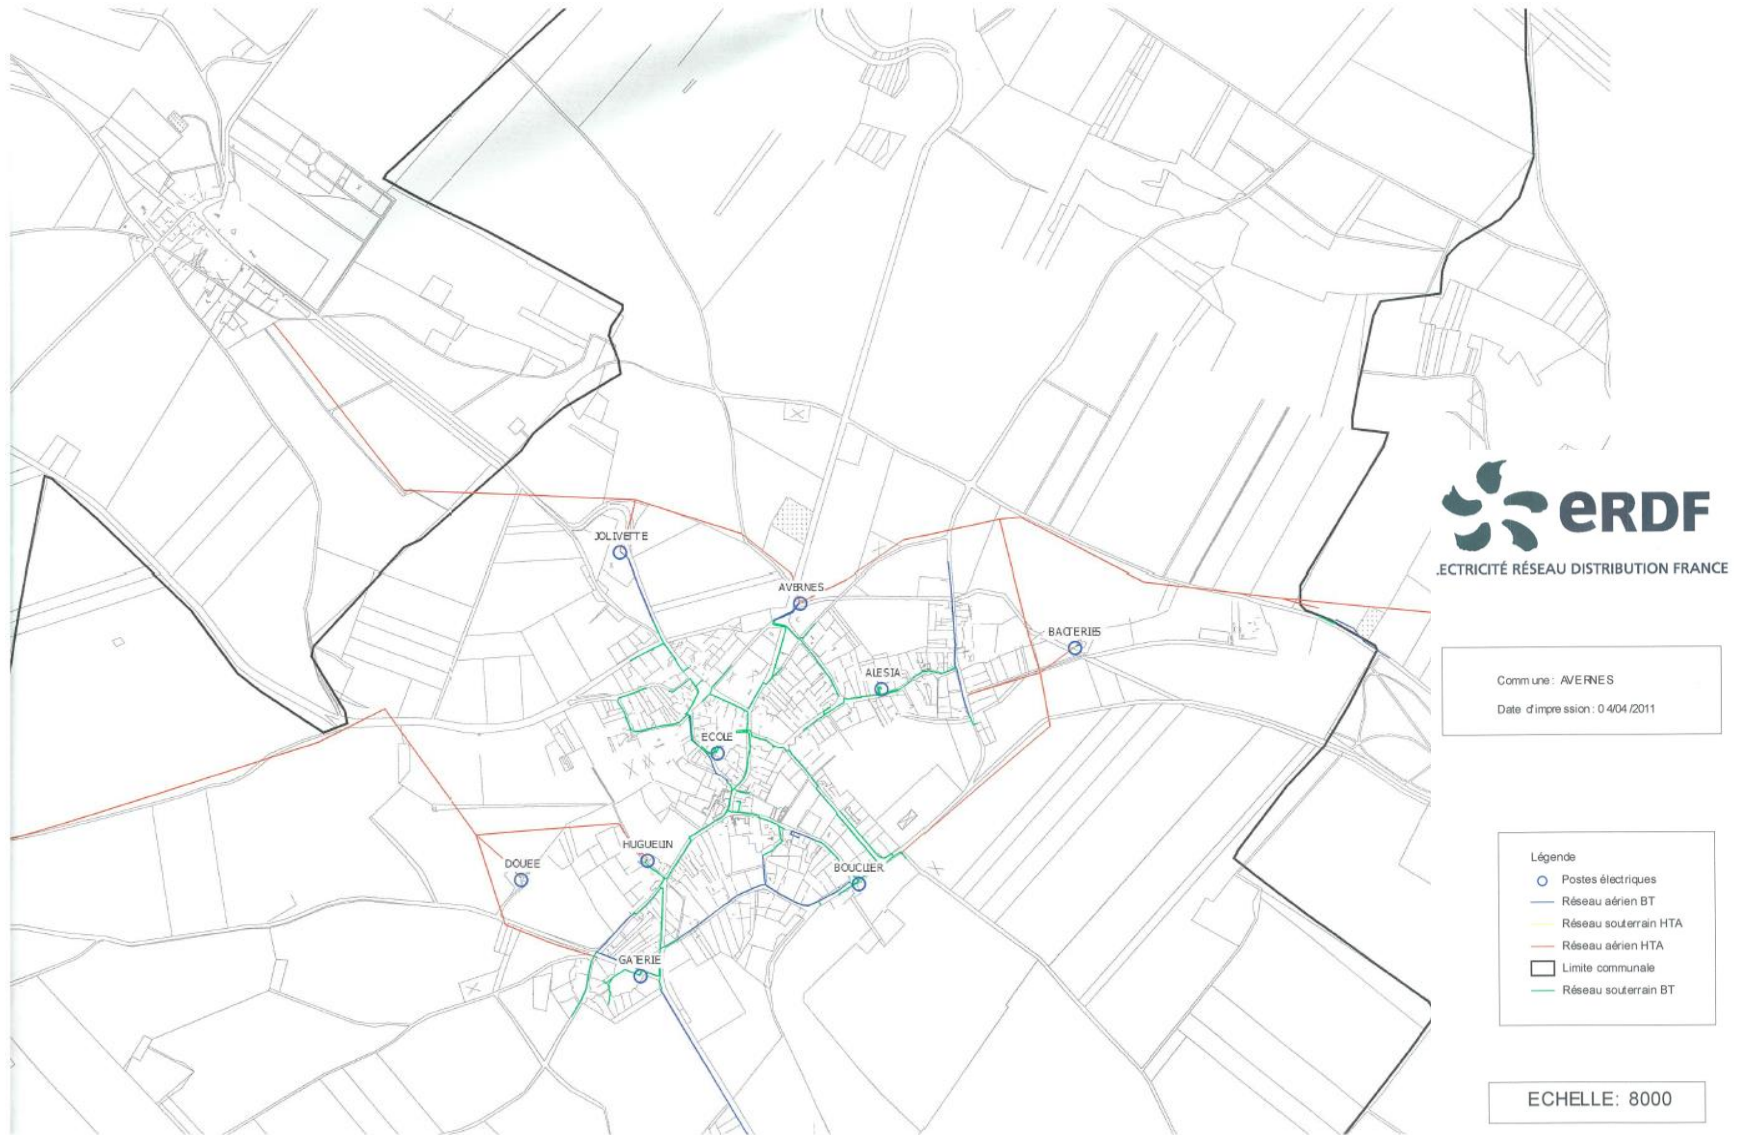 JOLIVETTE
AVERNES
BACTERIES
ALESIA
ECOLE
HUGUELIN
DOUEE
BOUCLIER
GATERIE
eRDF
.ECTRICITÉ RÉSEAU DISTRIBUTION FRANCE
Commune: AVERNES
Date d'impression: 04/04/2011
Légende
Postes électriques
Réseau aérien BT
Réseau souterrain HTA
Réseau aérien HTA
Limite communale
Réseau souterrain BT
ECHELLE: 8000